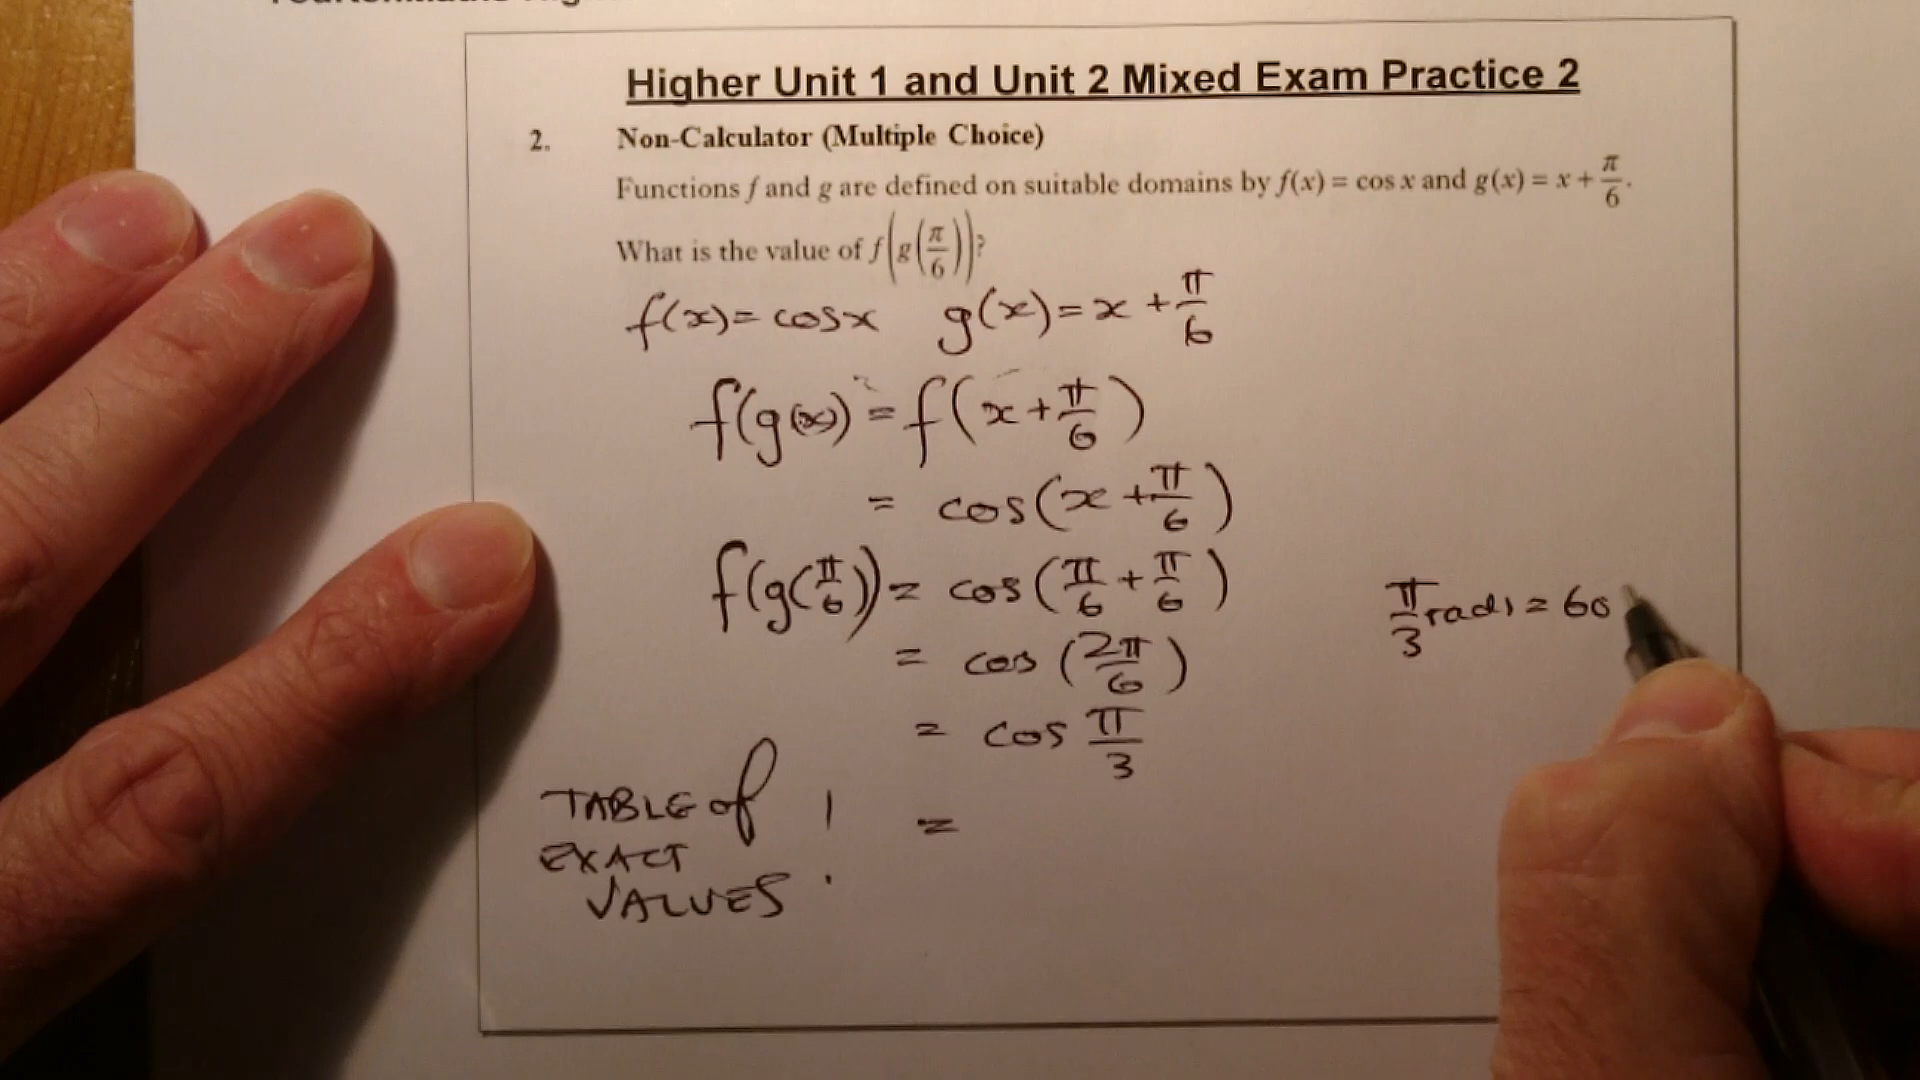 Higher Unit 1 and Unit 2 Mixed Exam Practice 2
2. Non-Calculator (Multiple Choice)
Functions f and g are defined on suitable domains by f(x) = cos x and g(x) = x + π/6.
What is the value of f(g(π/6))?
f(x) = cosx g(x) = x + π/6
f(g(x) = f(x + π/6)
= cos(x + π/6)
f(g(π/6)) = cos(π/6 + π/6)
π/3 rads = 60
= cos(2π/6)
= cos π/3
TABLE of ! =
EXACT
VALUES